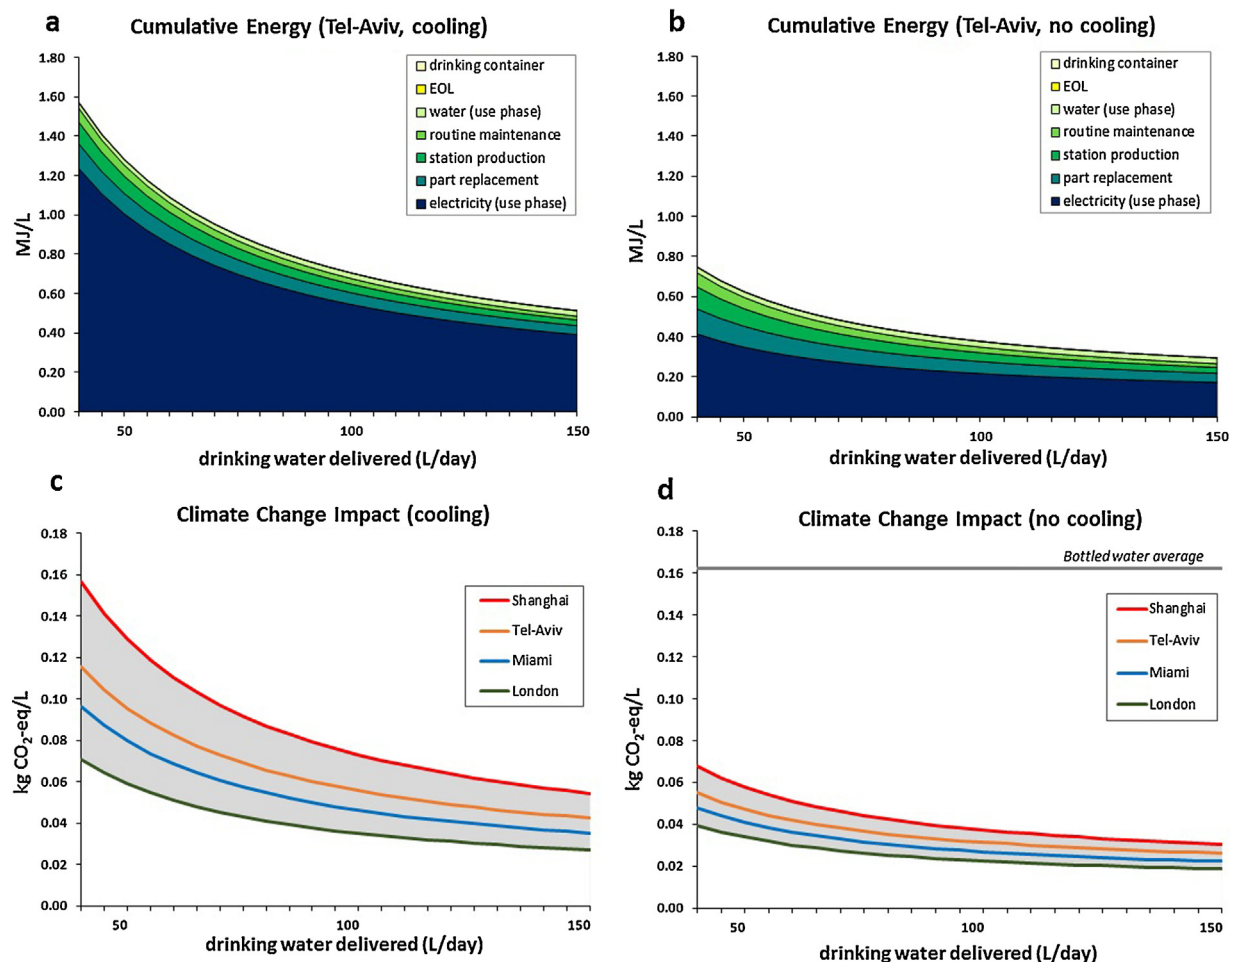 a
Cumulative Energy (Tel-Aviv, cooling)
1.80
1.60
1.40
1.20
1.00
0.80
0.60
0.40
0.20
0.00
MJ/L
drinking container
EOL
water (use phase)
routine maintenance
station production
part replacement
electricity (use phase)
50
100
150
drinking water delivered (L/day)
b
Cumulative Energy (Tel-Aviv, no cooling)
1.80
1.60
1.40
1.20
1.00
0.80
0.60
0.40
0.20
0.00
MJ/L
drinking container
EOL
water (use phase)
routine maintenance
station production
part replacement
electricity (use phase)
50
100
150
drinking water delivered (L/day)
c
Climate Change Impact (cooling)
0.18
0.16
0.14
0.12
0.10
0.08
0.06
0.04
0.02
0.00
kg CO₂-eq/L
Shanghai
Tel-Aviv
Miami
London
50
100
150
drinking water delivered (L/day)
d
Climate Change Impact (no cooling)
Bottled water average
0.18
0.16
0.14
0.12
0.10
0.08
0.06
0.04
0.02
0.00
kg CO₂-eq/L
Shanghai
Tel-Aviv
Miami
London
50
100
150
drinking water delivered (L/day)